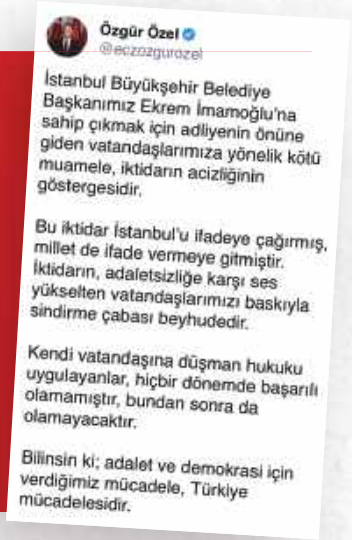 Özgür Özel
@eczozgurozel
İstanbul Büyükşehir Belediye
Başkanımız Ekrem İmamoğlu'na
sahip çıkmak için adliyenin önüne
giden vatandaşlarımıza yönelik kötü
muamele, iktidarın acizliğinin
göstergesidir.
Bu iktidar İstanbul'u ifadeye çağırmış,
millet de ifade vermeye gitmiştir.
İktidarın, adaletsizliğe karşı ses
yükselten vatandaşlarımızı baskıyla
sindirme çabası beyhudedir.
Kendi vatandaşına düşman hukuku
uygulayanlar, hiçbir dönemde başarılı
olamamıştır, bundan sonra da
olamayacaktır.
Bilinsin ki; adalet ve demokrasi için
verdiğimiz mücadele, Türkiye
mücadelesidir.